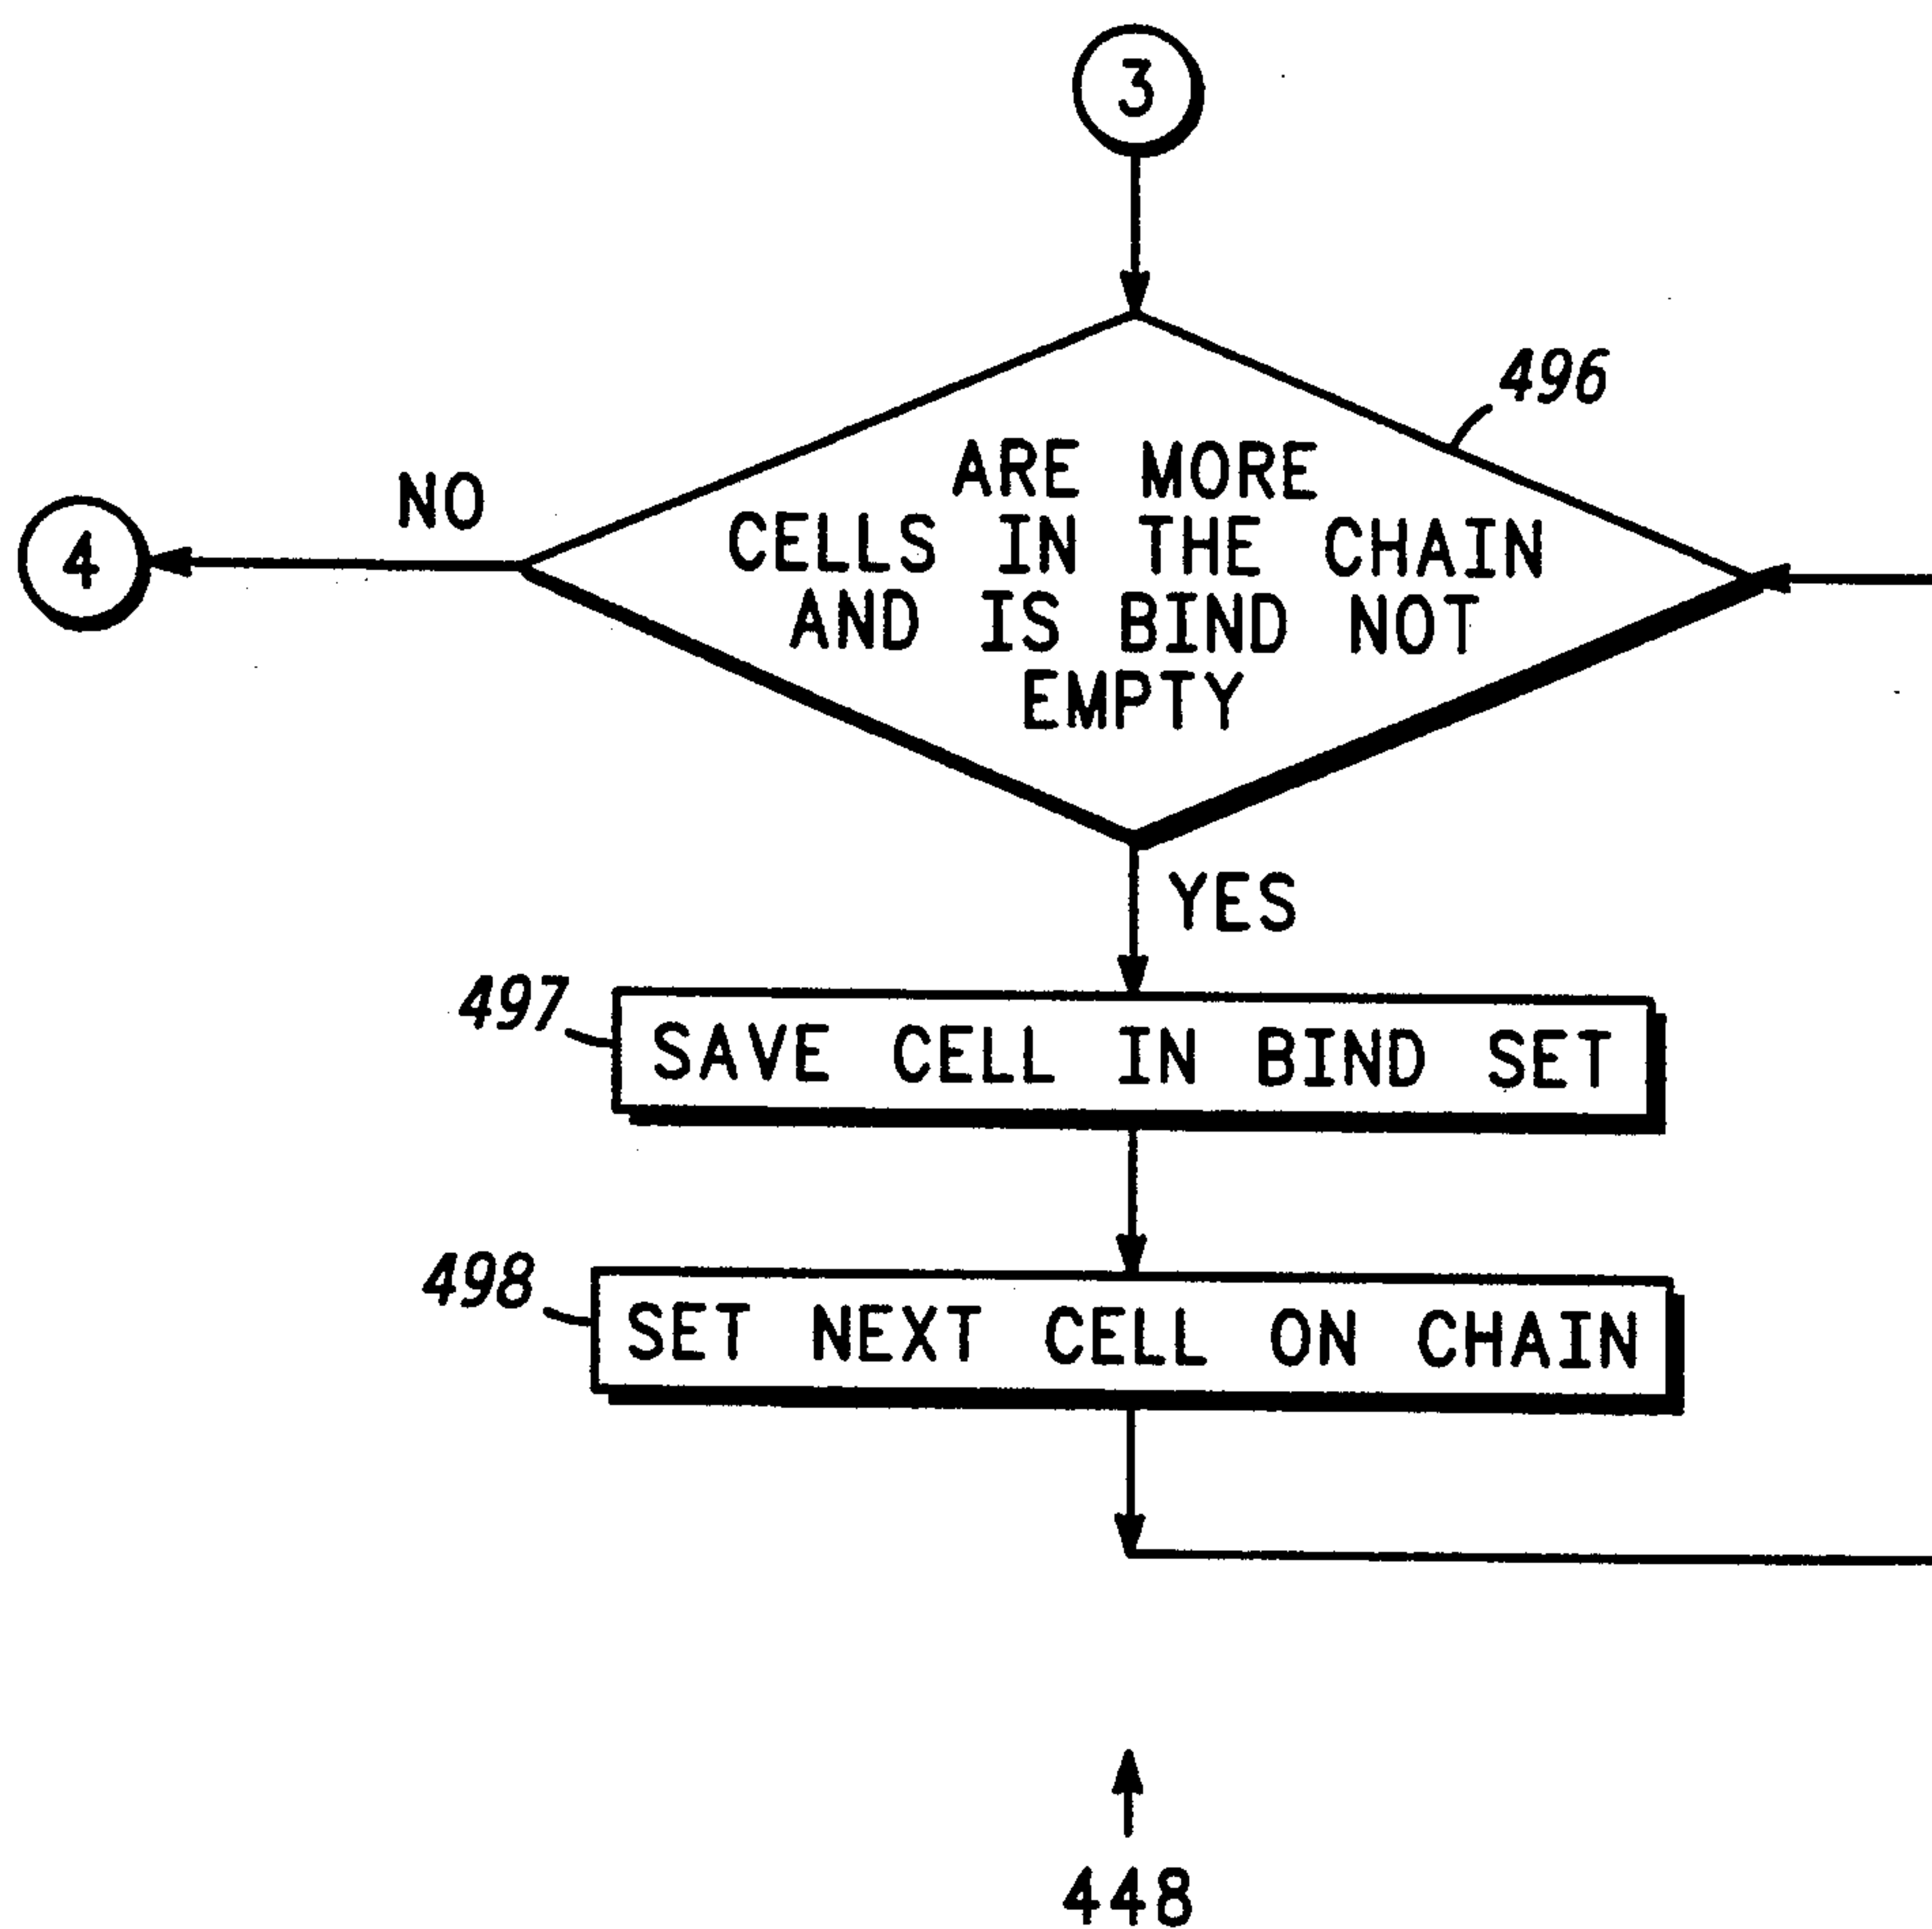 3
496
ARE MORE
CELLS IN THE CHAIN
AND IS BIND NOT
EMPTY
NO
4
YES
497
SAVE CELL IN BIND SET
498
SET NEXT CELL ON CHAIN
448